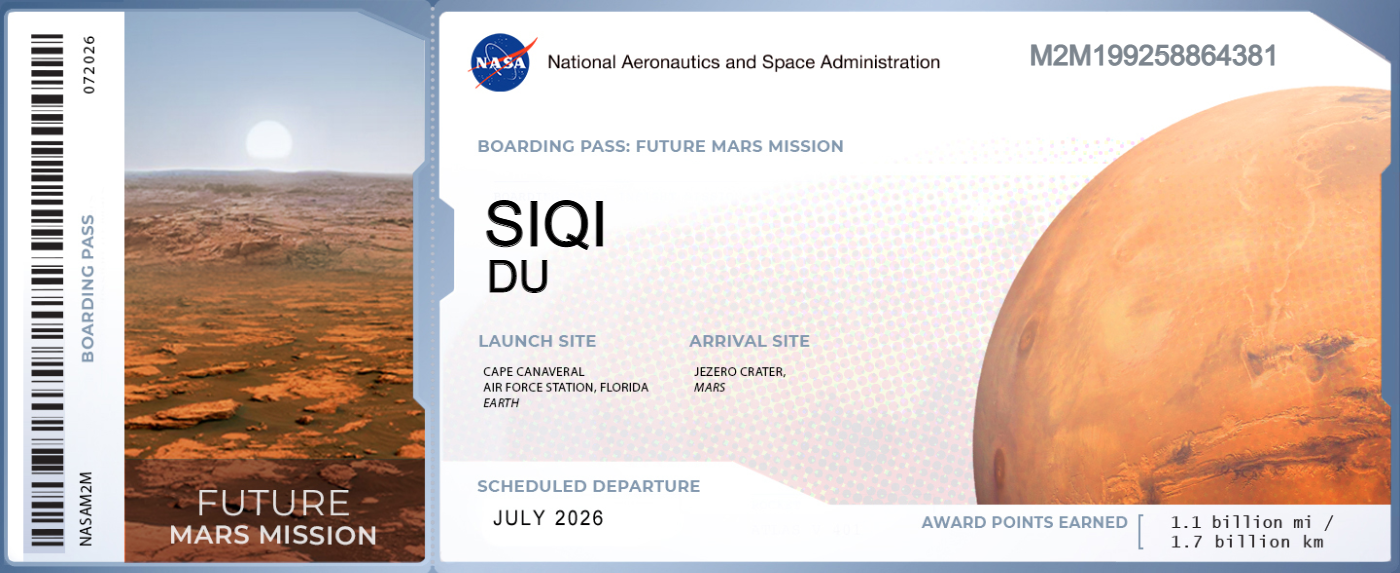 072026
BOARDING PASS
NASAM2M
FUTURE
MARS MISSION
NASA
National Aeronautics and Space Administration
M2M199258864381
BOARDING PASS: FUTURE MARS MISSION
SIQI
DU
LAUNCH SITE
CAPE CANAVERAL
AIR FORCE STATION, FLORIDA
EARTH
ARRIVAL SITE
JEZERO CRATER,
MARS
SCHEDULED DEPARTURE
JULY 2026
AWARD POINTS EARNED
1.1 billion mi /
1.7 billion km